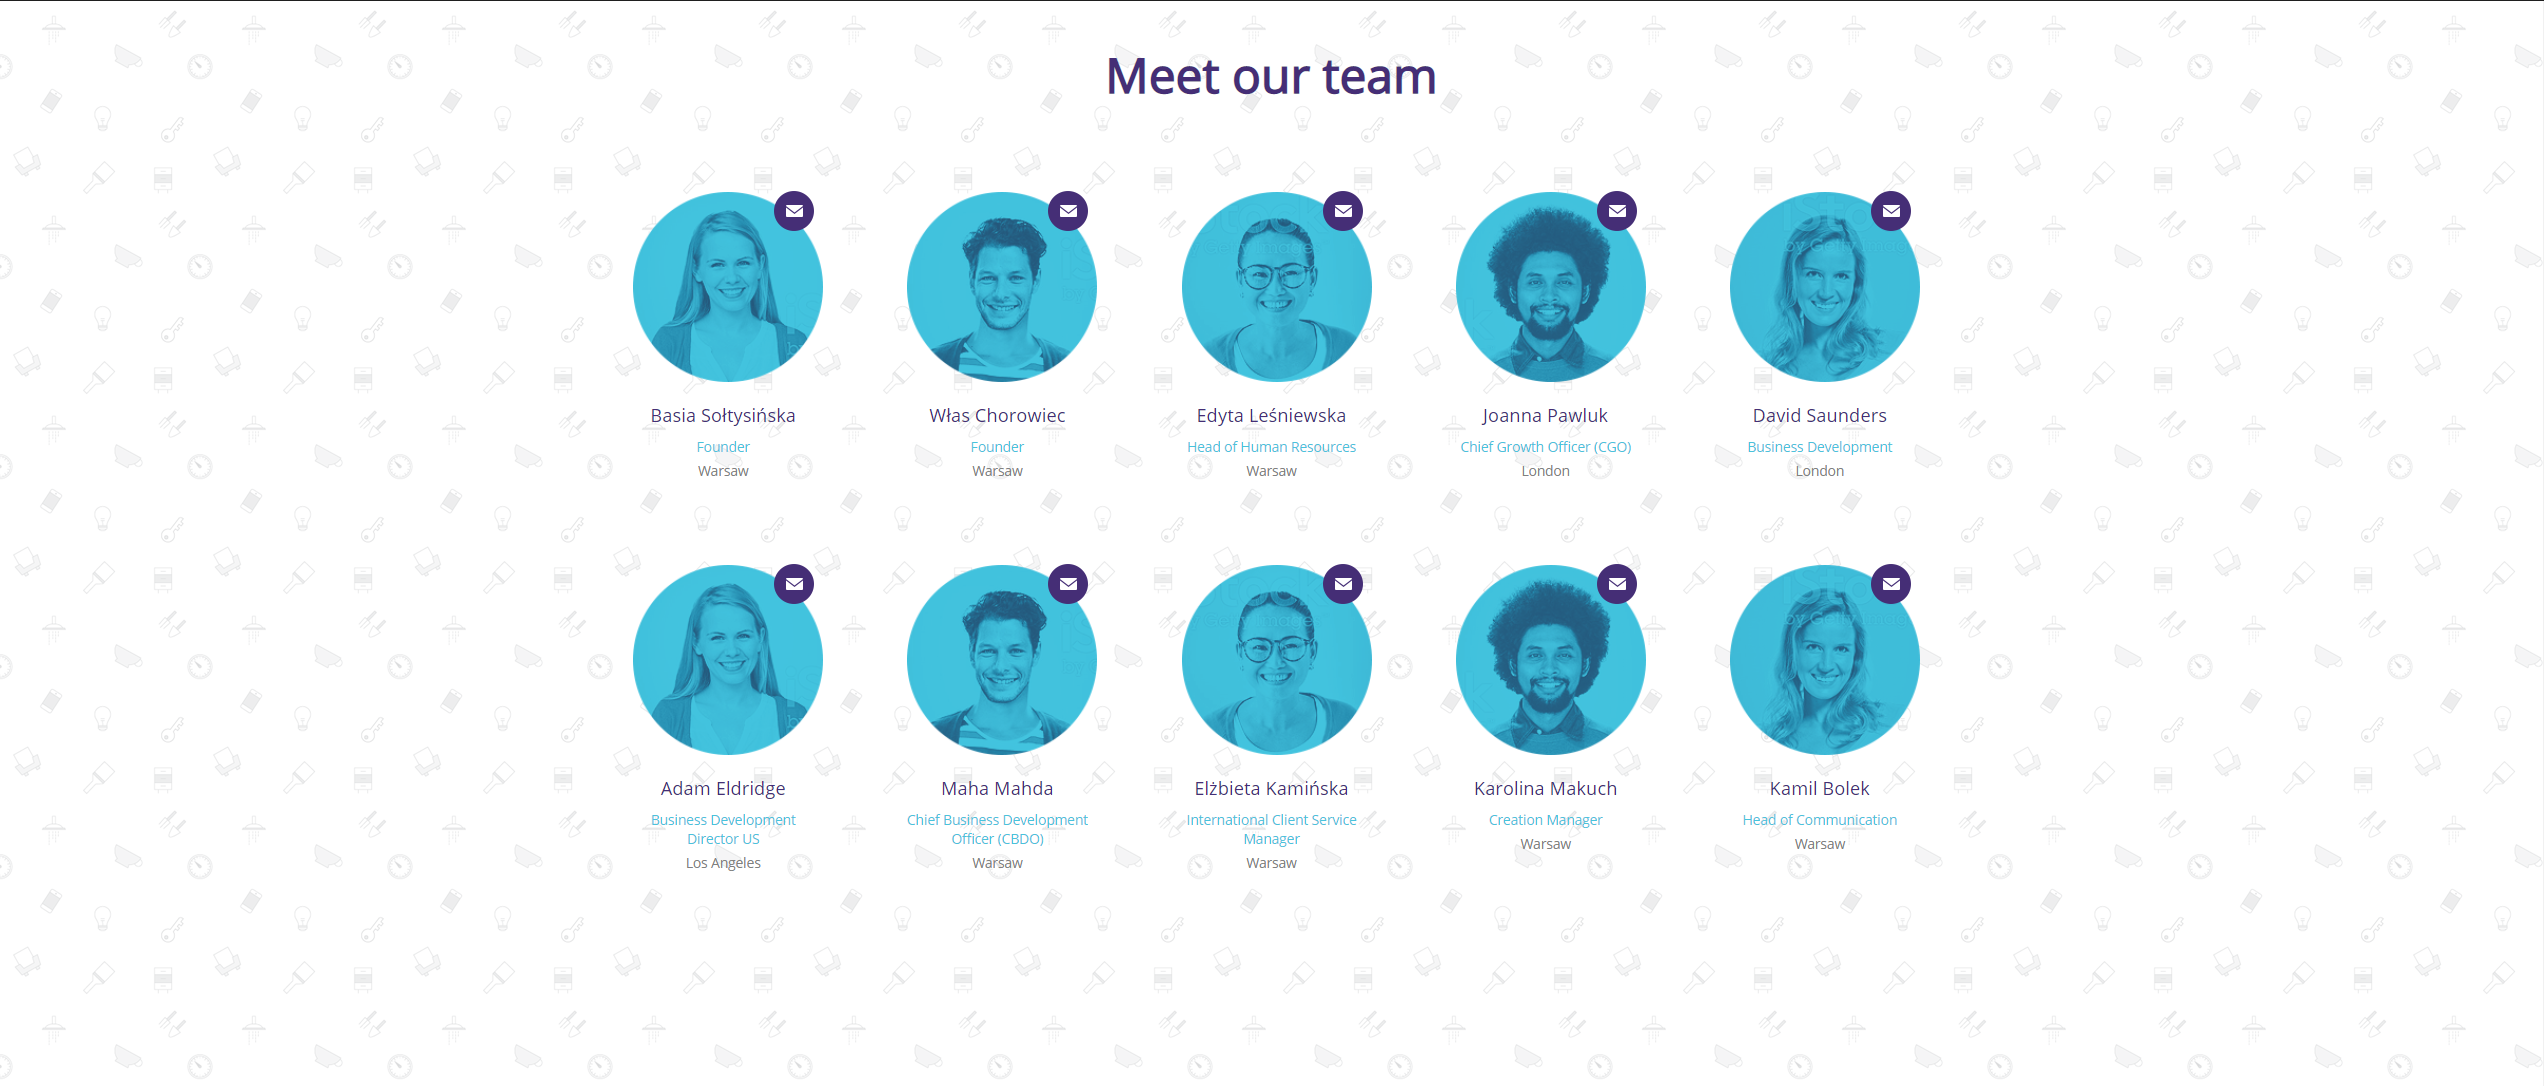 Meet our team
Basia Sołtysińska
Founder
Warsaw
Włas Chorowiec
Founder
Warsaw
Edyta Leśniewska
Head of Human Resources
Warsaw
Joanna Pawluk
Chief Growth Officer (CGO)
London
David Saunders
Business Development
London
Adam Eldridge
Business Development
Director US
Los Angeles
Maha Mahda
Chief Business Development
Officer (CBDO)
Warsaw
Elżbieta Kamińska
International Client Service
Manager
Warsaw
Karolina Makuch
Creation Manager
Warsaw
Kamil Bolek
Head of Communication
Warsaw